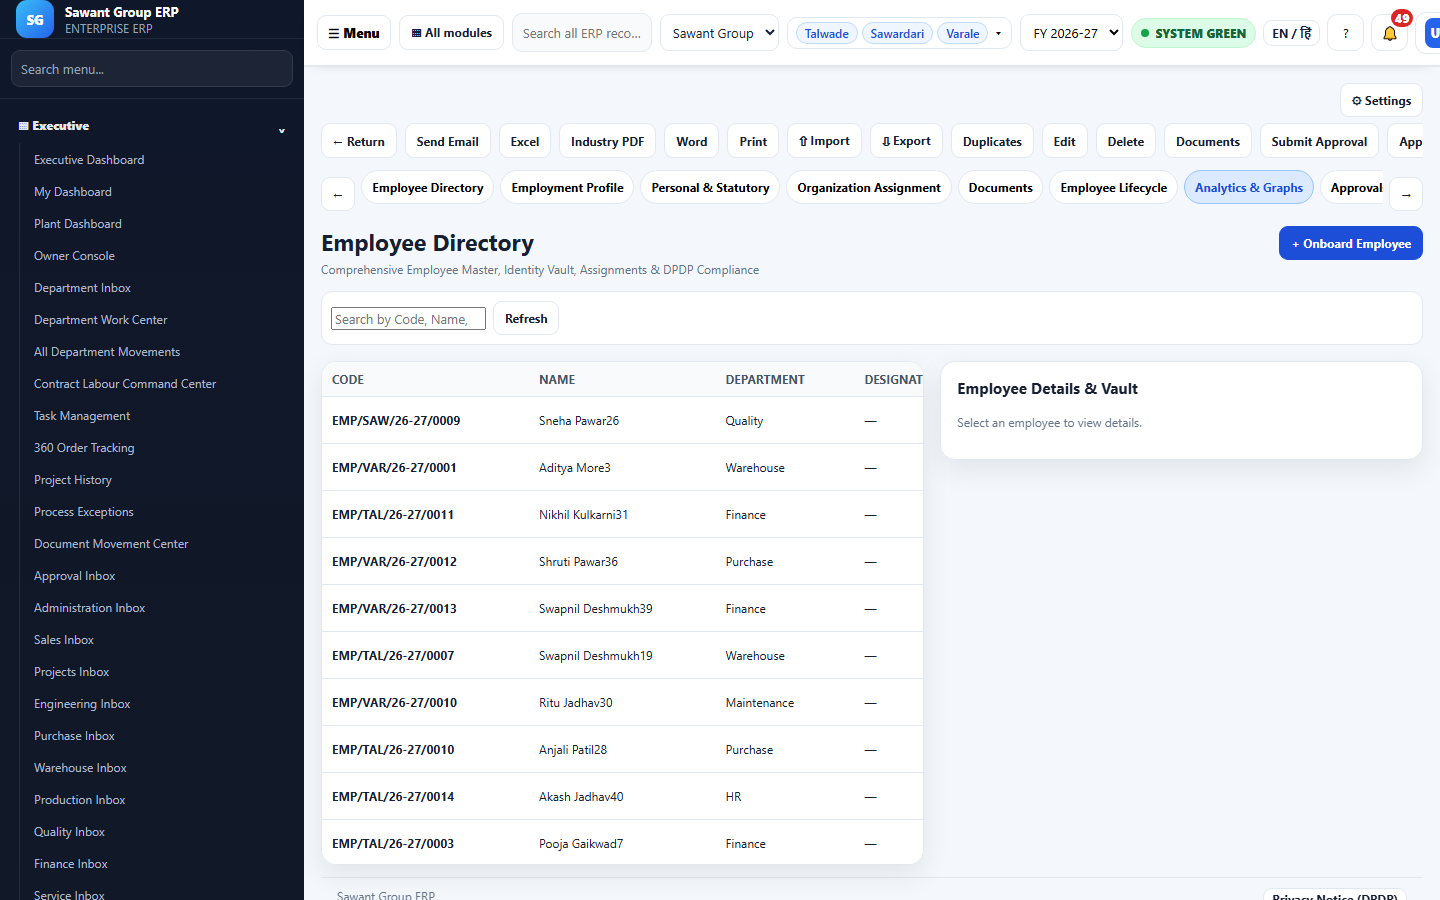 SG
Sawant Group ERP
ENTERPRISE ERP
Search menu...
Executive
Executive Dashboard
My Dashboard
Plant Dashboard
Owner Console
Department Inbox
Department Work Center
All Department Movements
Contract Labour Command Center
Task Management
360 Order Tracking
Project History
Process Exceptions
Document Movement Center
Approval Inbox
Administration Inbox
Sales Inbox
Projects Inbox
Engineering Inbox
Purchase Inbox
Warehouse Inbox
Production Inbox
Quality Inbox
Finance Inbox
Service Inbox
☰ Menu
All modules
Search all ERP reco...
Sawant Group
Talwade Sawardari Varale
FY 2026-27
SYSTEM GREEN
EN / हिं
?
49
U
⚙ Settings
← Return
Send Email
Excel
Industry PDF
Word
Print
⇧ Import
⇩ Export
Duplicates
Edit
Delete
Documents
Submit Approval
App
←
Employee Directory
Employment Profile
Personal & Statutory
Organization Assignment
Documents
Employee Lifecycle
Analytics & Graphs
Approval
→
Employee Directory
+ Onboard Employee
Comprehensive Employee Master, Identity Vault, Assignments & DPDP Compliance
Search by Code, Name,
Refresh
CODE NAME DEPARTMENT DESIGNAT
EMP/SAW/26-27/0009 Sneha Pawar26 Quality —
EMP/VAR/26-27/0001 Aditya More3 Warehouse —
EMP/TAL/26-27/0011 Nikhil Kulkarni31 Finance —
EMP/VAR/26-27/0012 Shruti Pawar36 Purchase —
EMP/VAR/26-27/0013 Swapnil Deshmukh39 Finance —
EMP/TAL/26-27/0007 Swapnil Deshmukh19 Warehouse —
EMP/VAR/26-27/0010 Ritu Jadhav30 Maintenance —
EMP/TAL/26-27/0010 Anjali Patil28 Purchase —
EMP/TAL/26-27/0014 Akash Jadhav40 HR —
EMP/TAL/26-27/0003 Pooja Gaikwad7 Finance —
Employee Details & Vault
Select an employee to view details.
Sawant Group ERP
Privacy Notice (DPDP)